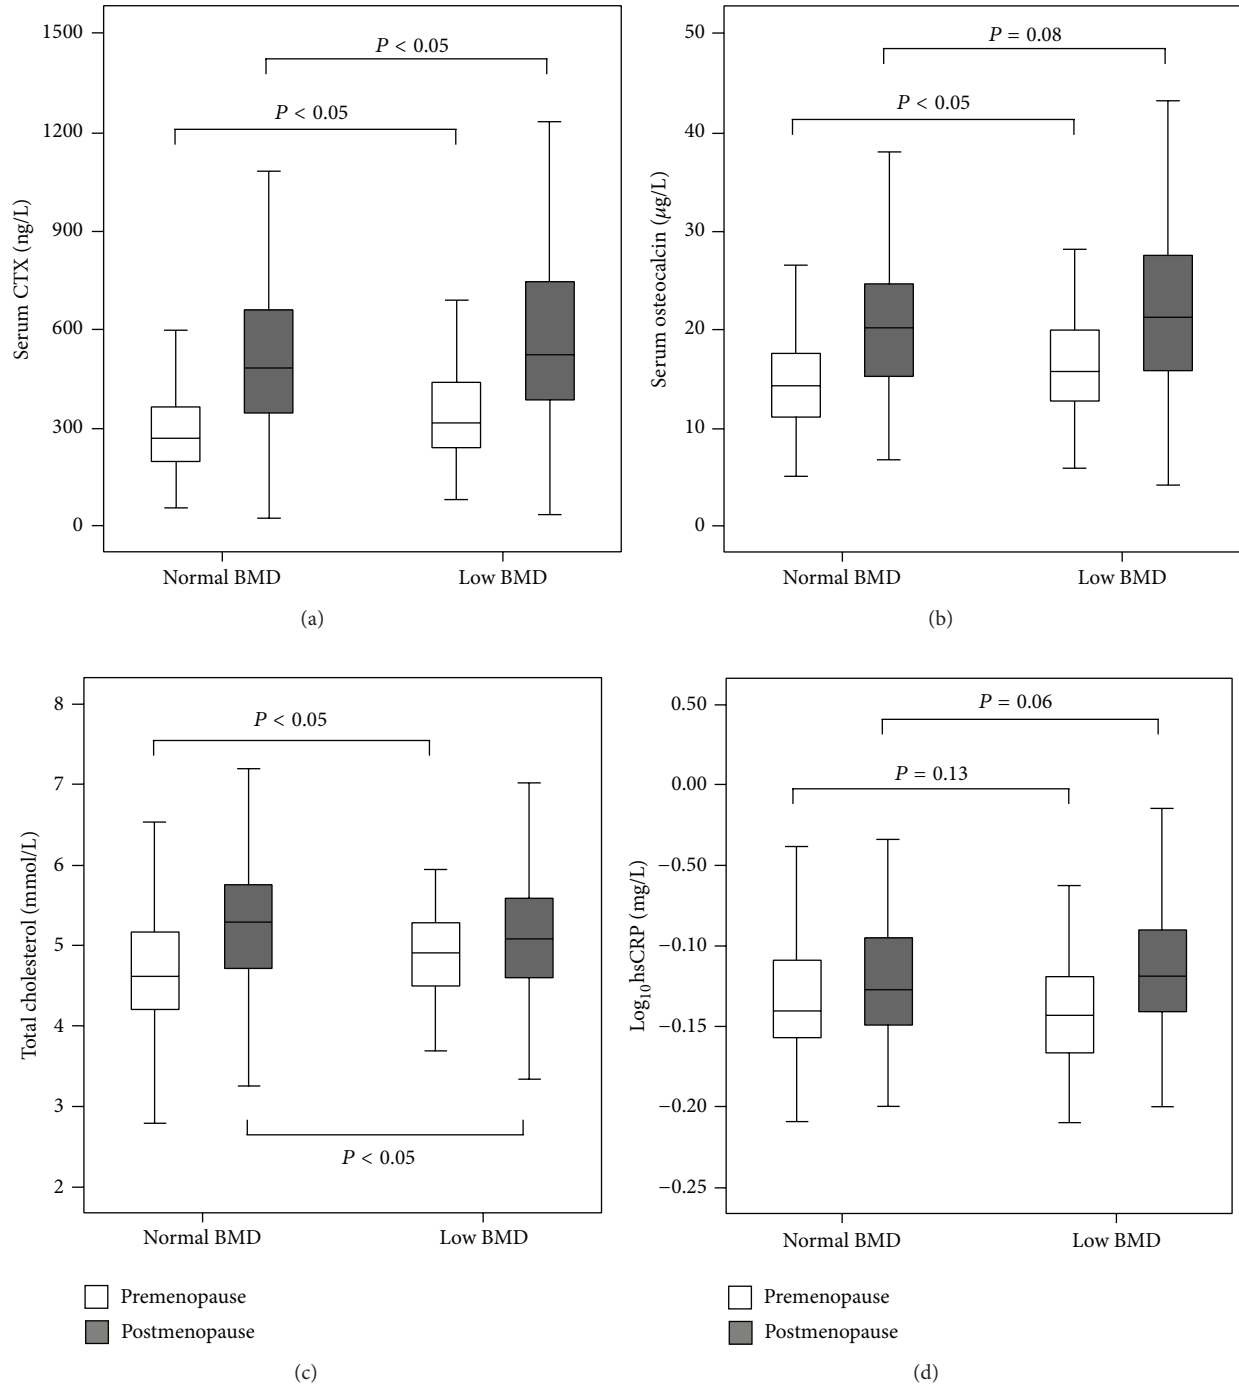 1500
1200
900
600
300
0
Serum CTX (ng/L)
P < 0.05
P < 0.05
Normal BMD
Low BMD
(a)
50
40
30
20
10
0
Serum osteocalcin (μg/L)
P = 0.08
P < 0.05
Normal BMD
Low BMD
(b)
8
7
6
5
4
3
2
Total cholesterol (mmol/L)
P < 0.05
P < 0.05
Normal BMD
Low BMD
Premenopause
Postmenopause
(c)
0.50
0.00
−0.50
−0.10
−0.15
−0.20
−0.25
Log₁₀hsCRP (mg/L)
P = 0.06
P = 0.13
Normal BMD
Low BMD
Premenopause
Postmenopause
(d)